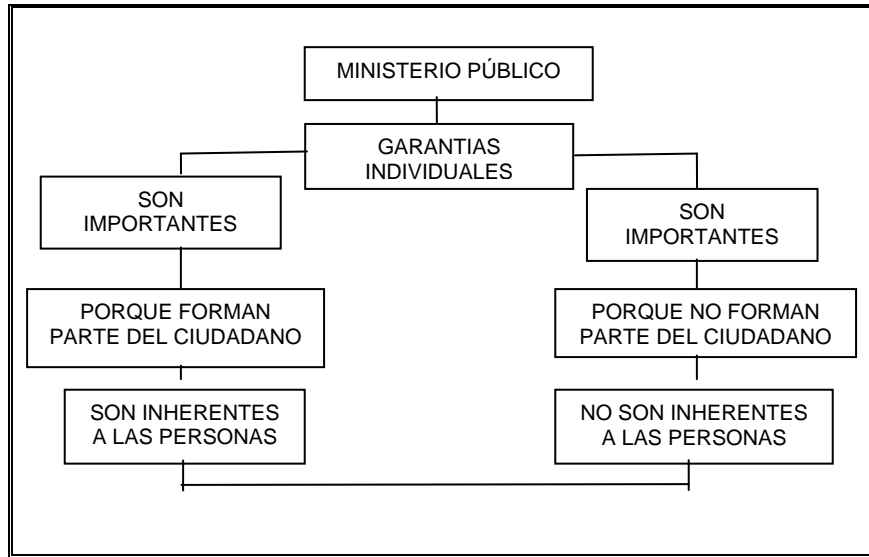 MINISTERIO PÚBLICO
GARANTIAS
INDIVIDUALES
SON
IMPORTANTES
PORQUE FORMAN
PARTE DEL CIUDADANO
SON INHERENTES
A LAS PERSONAS
SON
IMPORTANTES
PORQUE NO FORMAN
PARTE DEL CIUDADANO
NO SON INHERENTES
A LAS PERSONAS